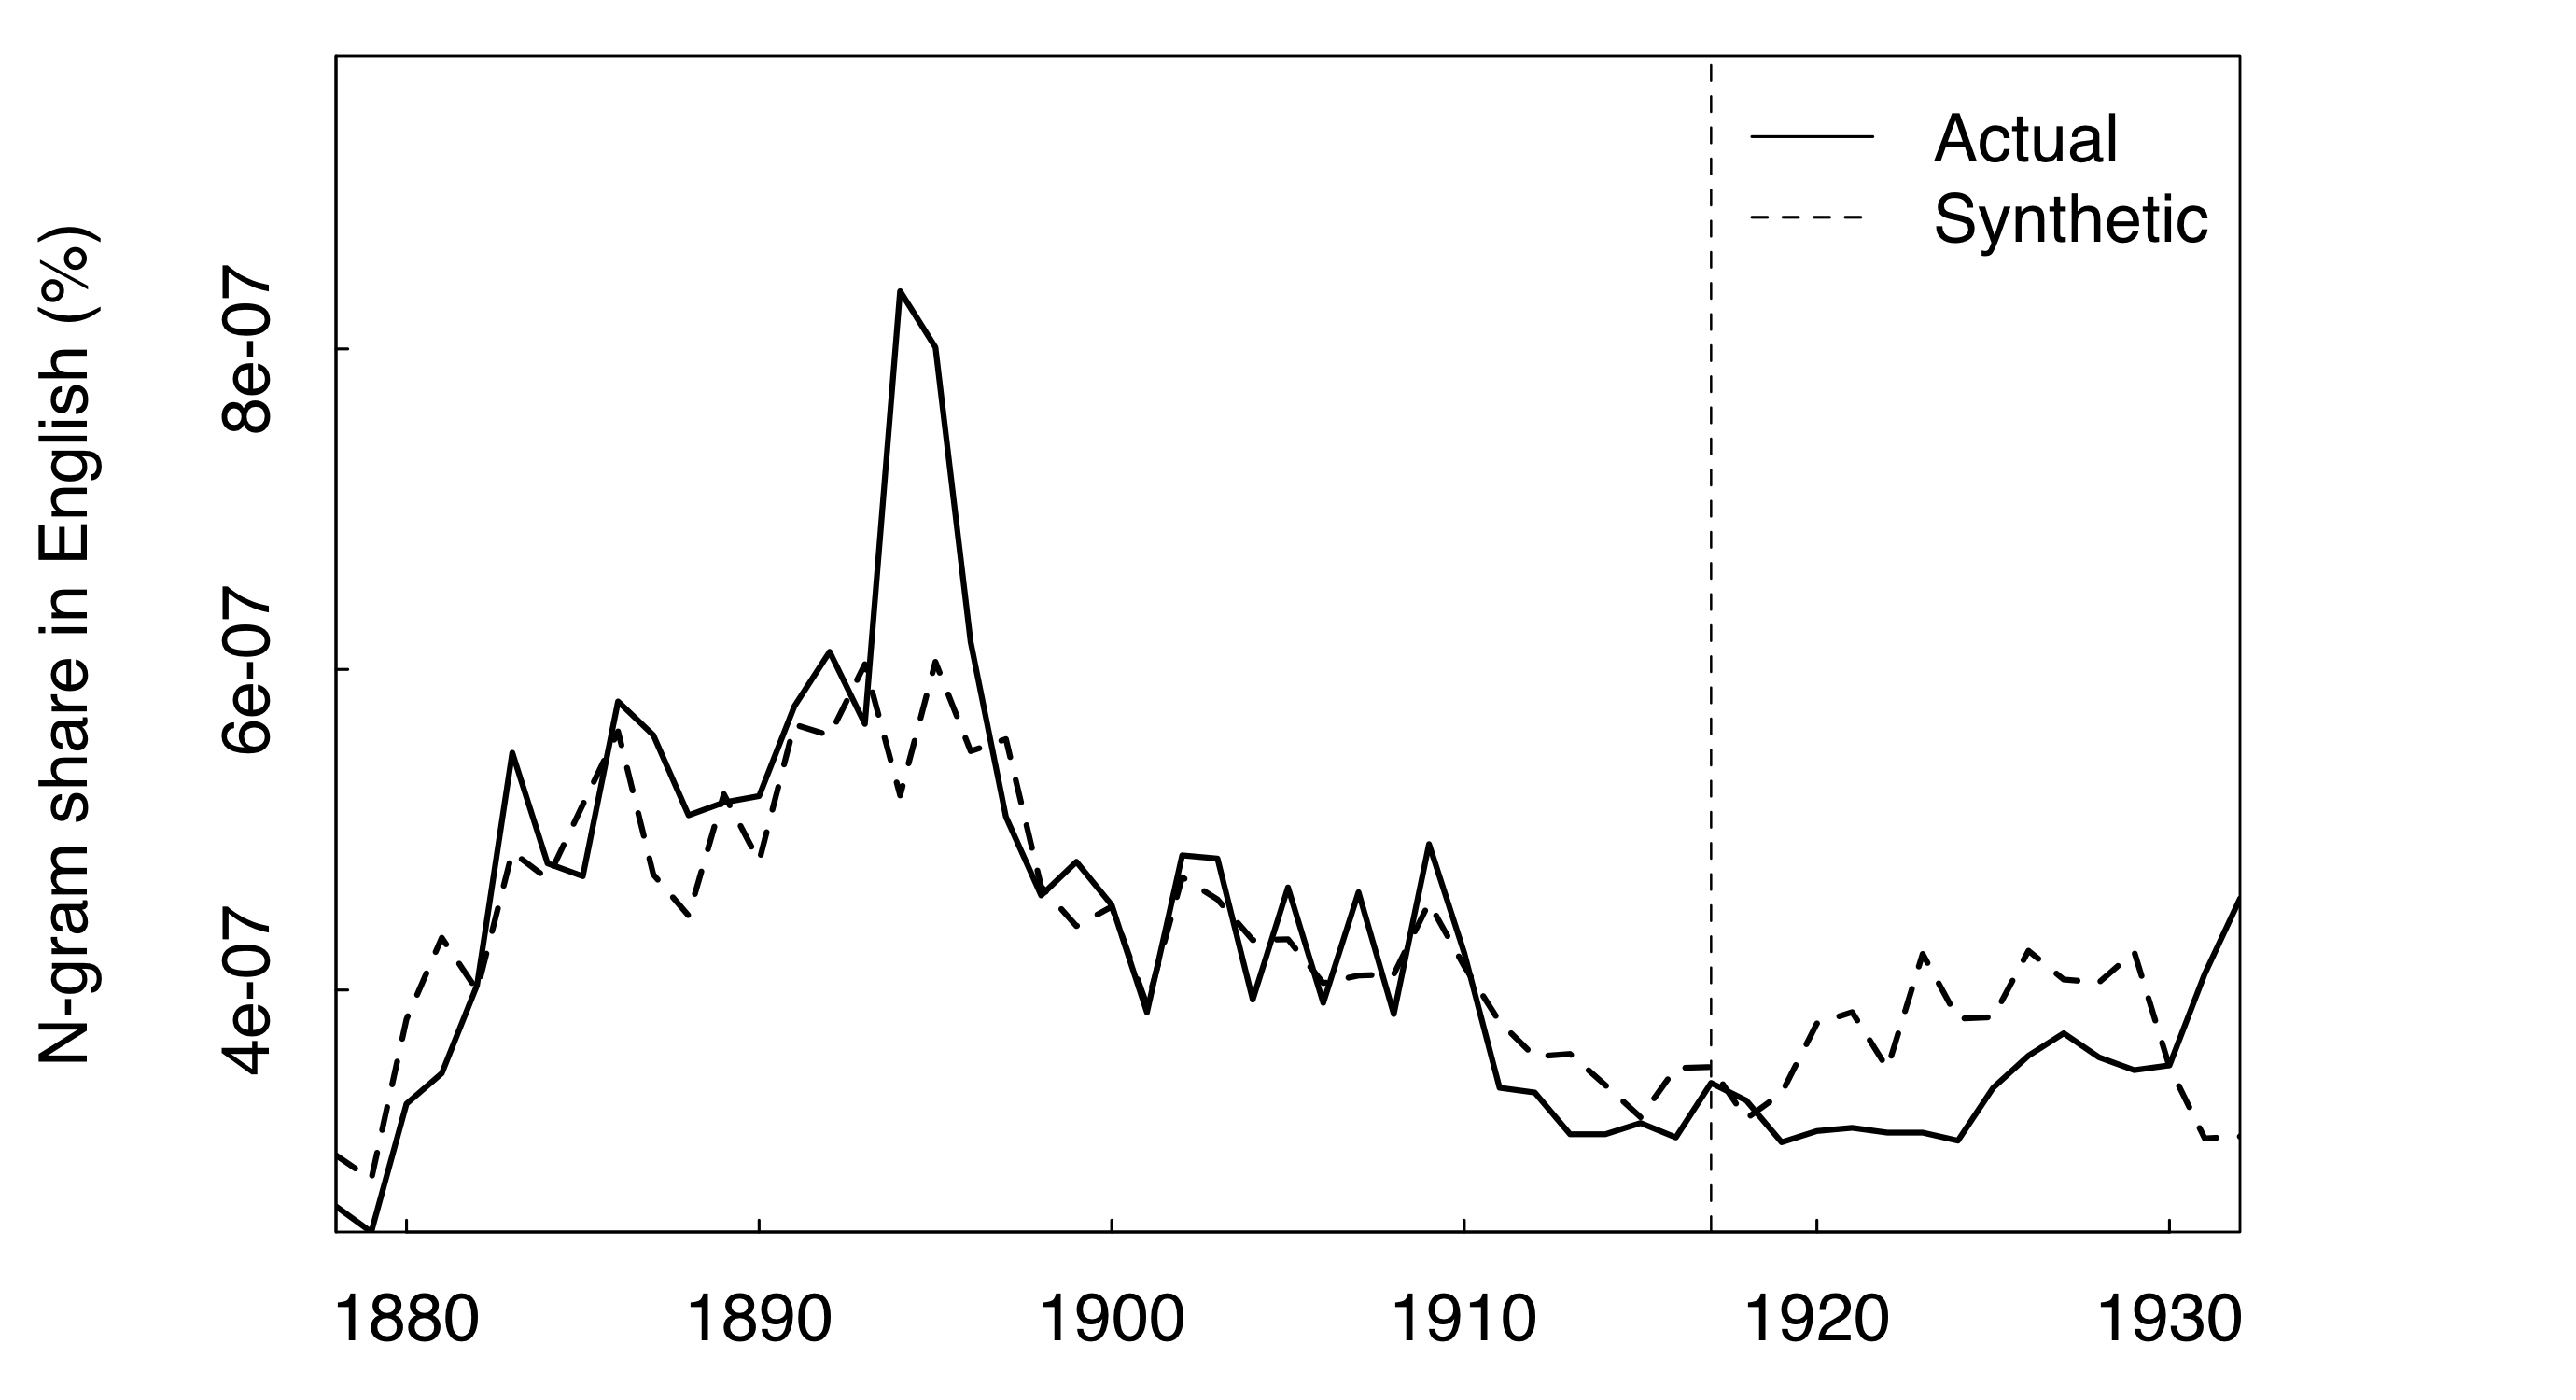 N-gram share in English (%)
8e-07
6e-07
4e-07
Actual
Synthetic
1880 1890 1900 1910 1920 1930